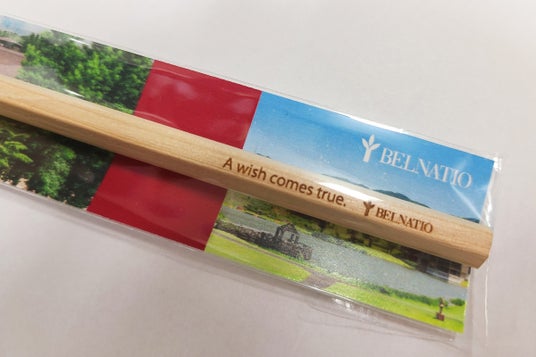 BELNATIO
A wish comes true. BELNATIO